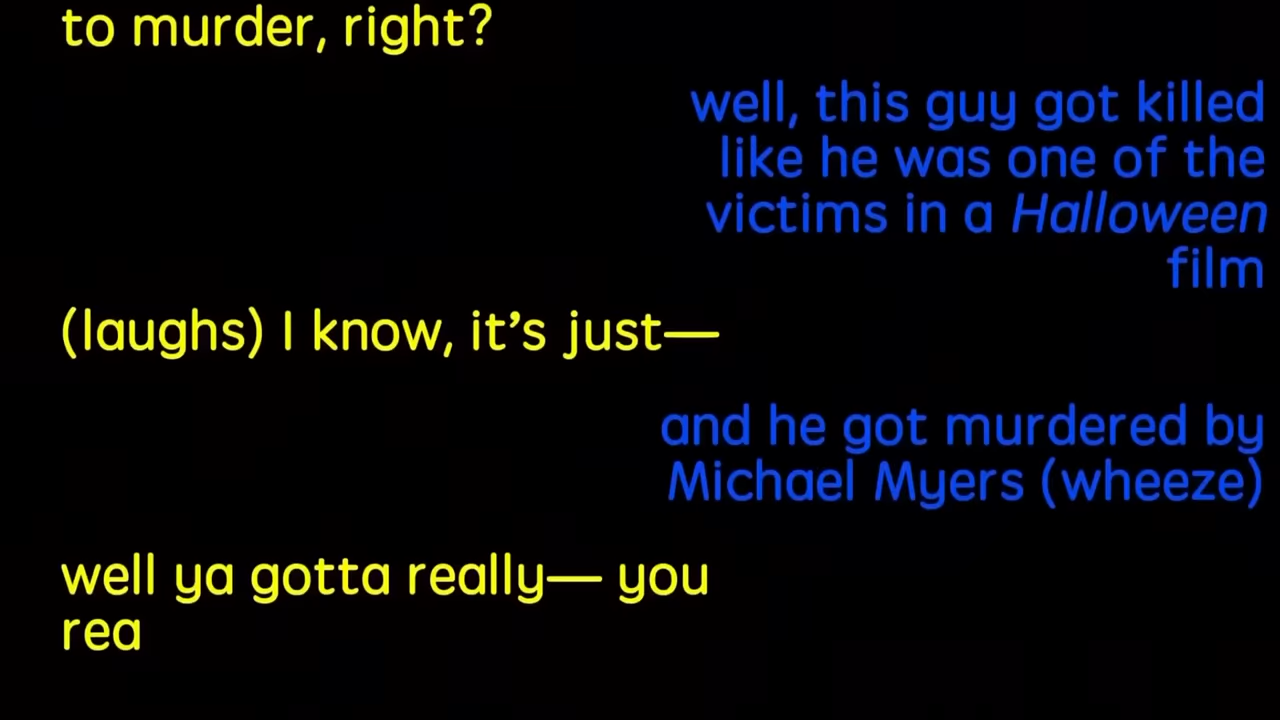 to murder, right?
well, this guy got killed
like he was one of the
victims in a Halloween
film
(laughs) I know, it’s just—
and he got murdered by
Michael Myers (wheeze)
well ya gotta really— you
rea